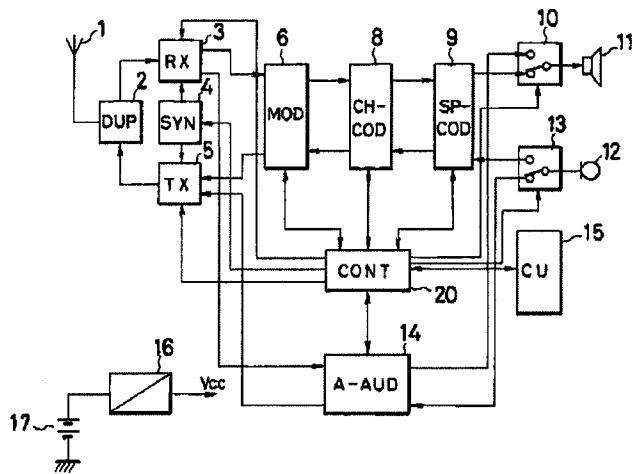 1
3
6
8
9
10
11
RX
2
4
MOD
CH-
COD
SP-
COD
DUP
SYN
5
13
12
TX
15
CONT
CU
20
16
14
Vcc
A-AUD
17